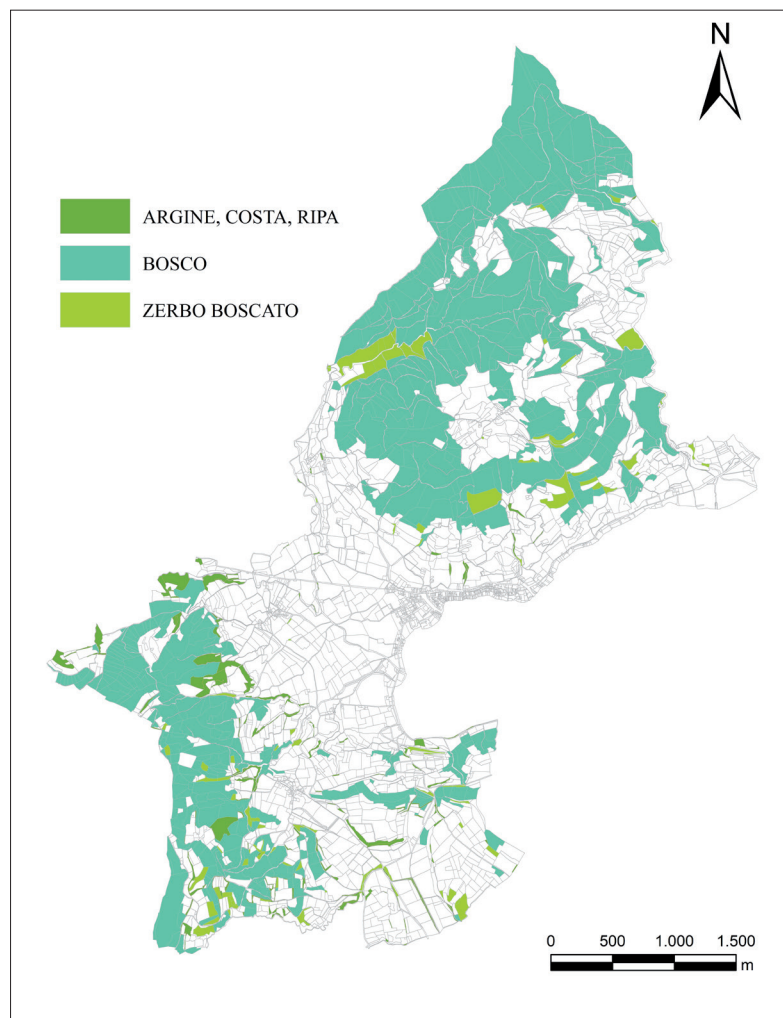 N
ARGINE, COSTA, RIPA
BOSCO
ZERBO BOSCATO
0 500 1.000 1.500
m